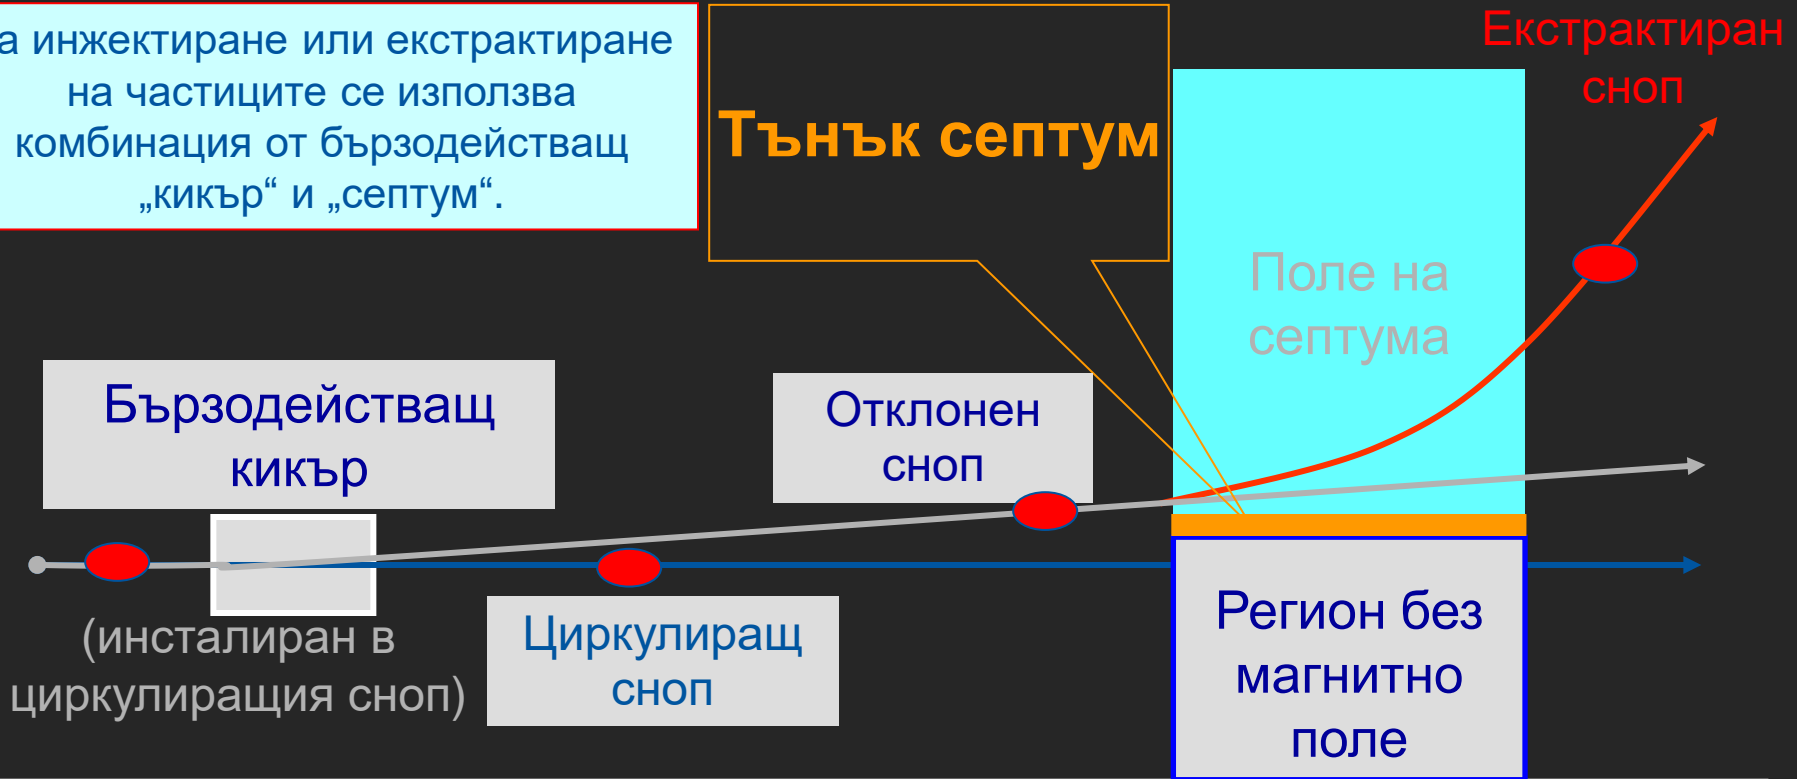 а инжектиране или екстрактиране
на частиците се използва
комбинация от бързодействащ
„кикър“ и „септум“.
Тънък септум
Екстрактиран
сноп
Поле на
септума
Бързодействащ
кикър
Отклонен
сноп
(инсталиран в
циркулиращия сноп)
Циркулиращ
сноп
Регион без
магнитно
поле